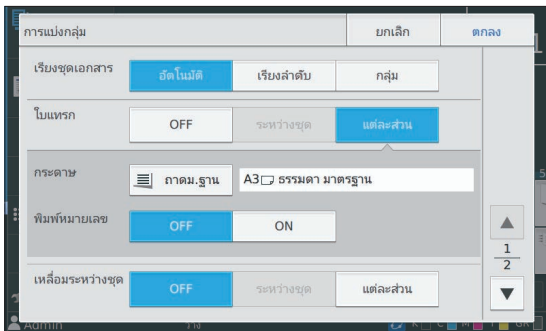 การแบ่งกลุ่ม ยกเลิก ตกลง
เรียงชุดเอกสาร อัตโนมัติ เรียงลำดับ กลุ่ม
ใบแทรก OFF ระหว่างชุด แต่ละส่วน
กระดาษ ถาดม.ฐาน A3 ธรรมดา มาตรฐาน
พิมพ์หมายเลข OFF ON
1
2
เหลื่อมระหว่างชุด OFF ระหว่างชุด แต่ละส่วน
Admin ว่าง K C M Y GR